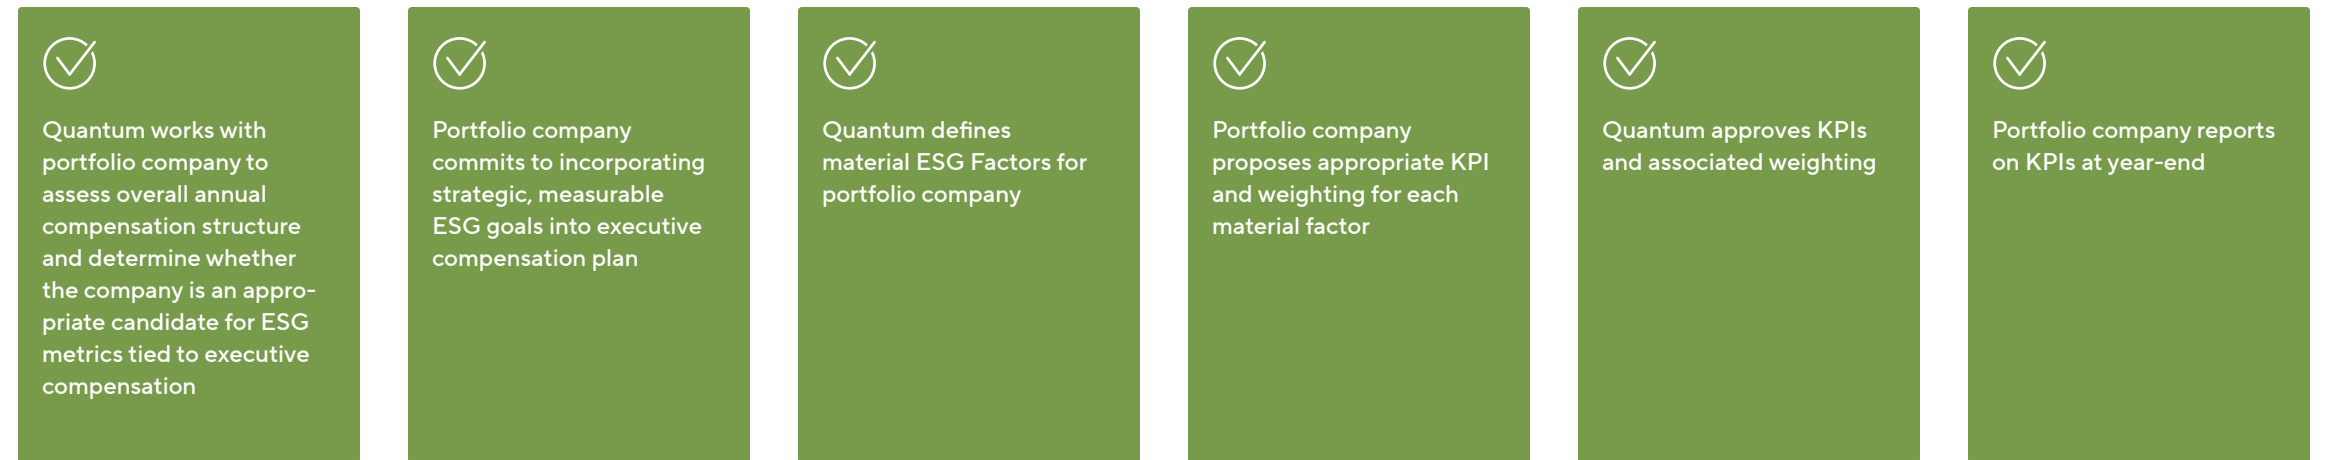 Quantum works with
portfolio company to
assess overall annual
compensation structure
and determine whether
the company is an appro-
priate candidate for ESG
metrics tied to executive
compensation
Portfolio company
commits to incorporating
strategic, measurable
ESG goals into executive
compensation plan
Quantum defines
material ESG Factors for
portfolio company
Portfolio company
proposes appropriate KPI
and weighting for each
material factor
Quantum approves KPIs
and associated weighting
Portfolio company reports
on KPIs at year-end